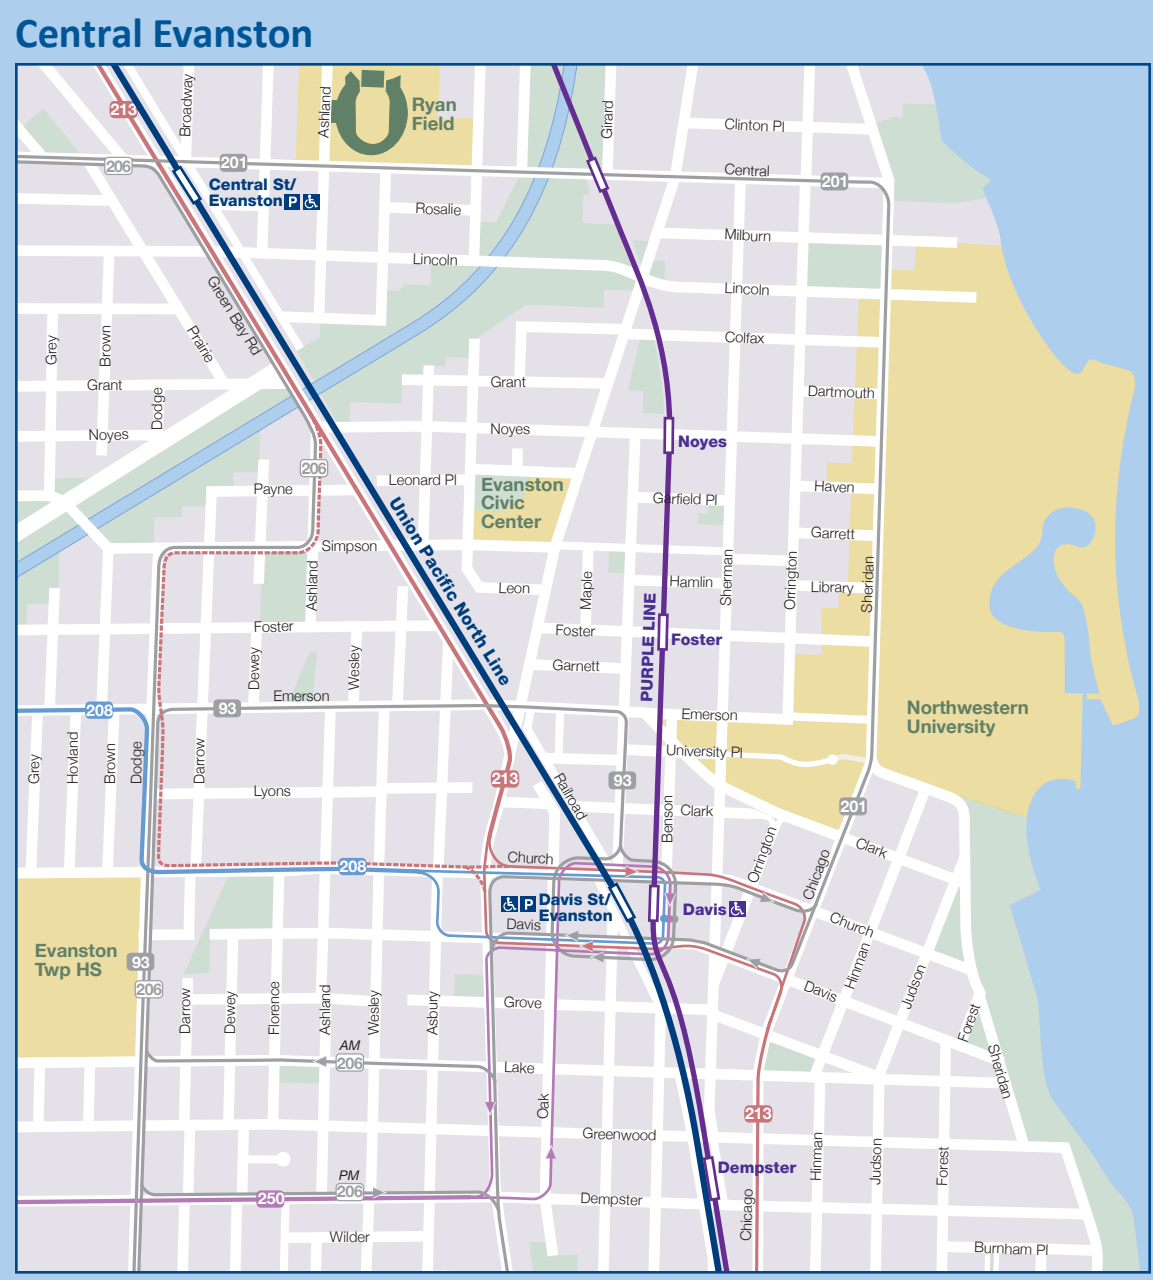 Central Evanston
213
Broadway
Ashland
Ryan
Field
Girard
Clinton Pl
206
201
Central
201
Central St/
Evanston P
Rosalie
Milburn
Lincoln
Lincoln
Green Bay Rd
Prairie
Grey
Brown
Colfax
Grant
Dodge
Grant
Dartmouth
Noyes
Noyes
Noyes
206
Payne
Leonard Pl
Evanston
Civic
Center
Garfield Pl
Haven
Union Pacific North Line
Garrett
Simpson
Ashland
Leon
Maple
Hamlin
Sherman
Orrington
Library
Sheridan
PURPLE LINE
Foster
Foster
Foster
Dewey
Wesley
Garnett
Emerson
208
93
Emerson
Northwestern
University
Grey
Hovland
Brown
Dodge
Darrow
University Pl
213
Railroad
93
Lyons
Benson
Clark
201
Orrington
Chicago
Clark
208
Church
P Davis St/
Evanston
Davis
Davis
Church
Evanston
Twp HS
93
206
Hinman
Judson
Davis
Darrow
Dewey
Florence
Ashland
Wesley
Asbury
Grove
Forest
Sheridan
AM
206
Lake
Oak
213
Greenwood
Hinman
Judson
Forest
PM
206
250
Dempster
Dempster
Chicago
Wilder
Burnham Pl